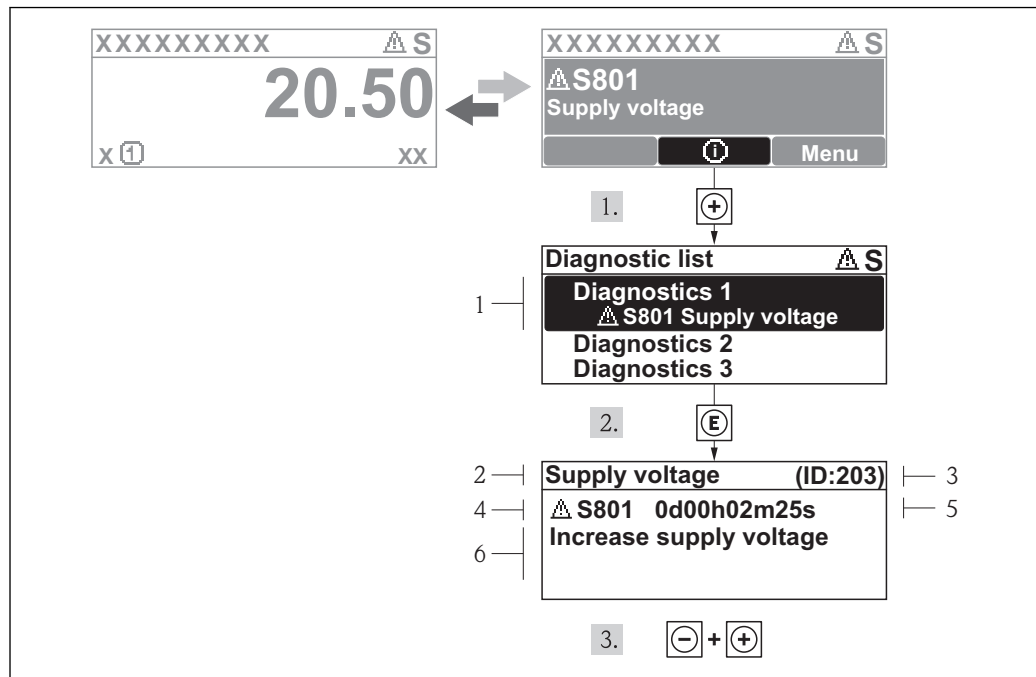 XXXXXXXXX ⚠ S
20.50
X ① XX
XXXXXXXXX ⚠ S
⚠ S801
Supply voltage
ⓘ Menu
1. +
Diagnostic list ⚠ S
1
Diagnostics 1
⚠ S801 Supply voltage
Diagnostics 2
Diagnostics 3
2. E
2 Supply voltage (ID:203) 3
4 ⚠ S801 0d00h02m25s 5
6 Increase supply voltage
3. - + +